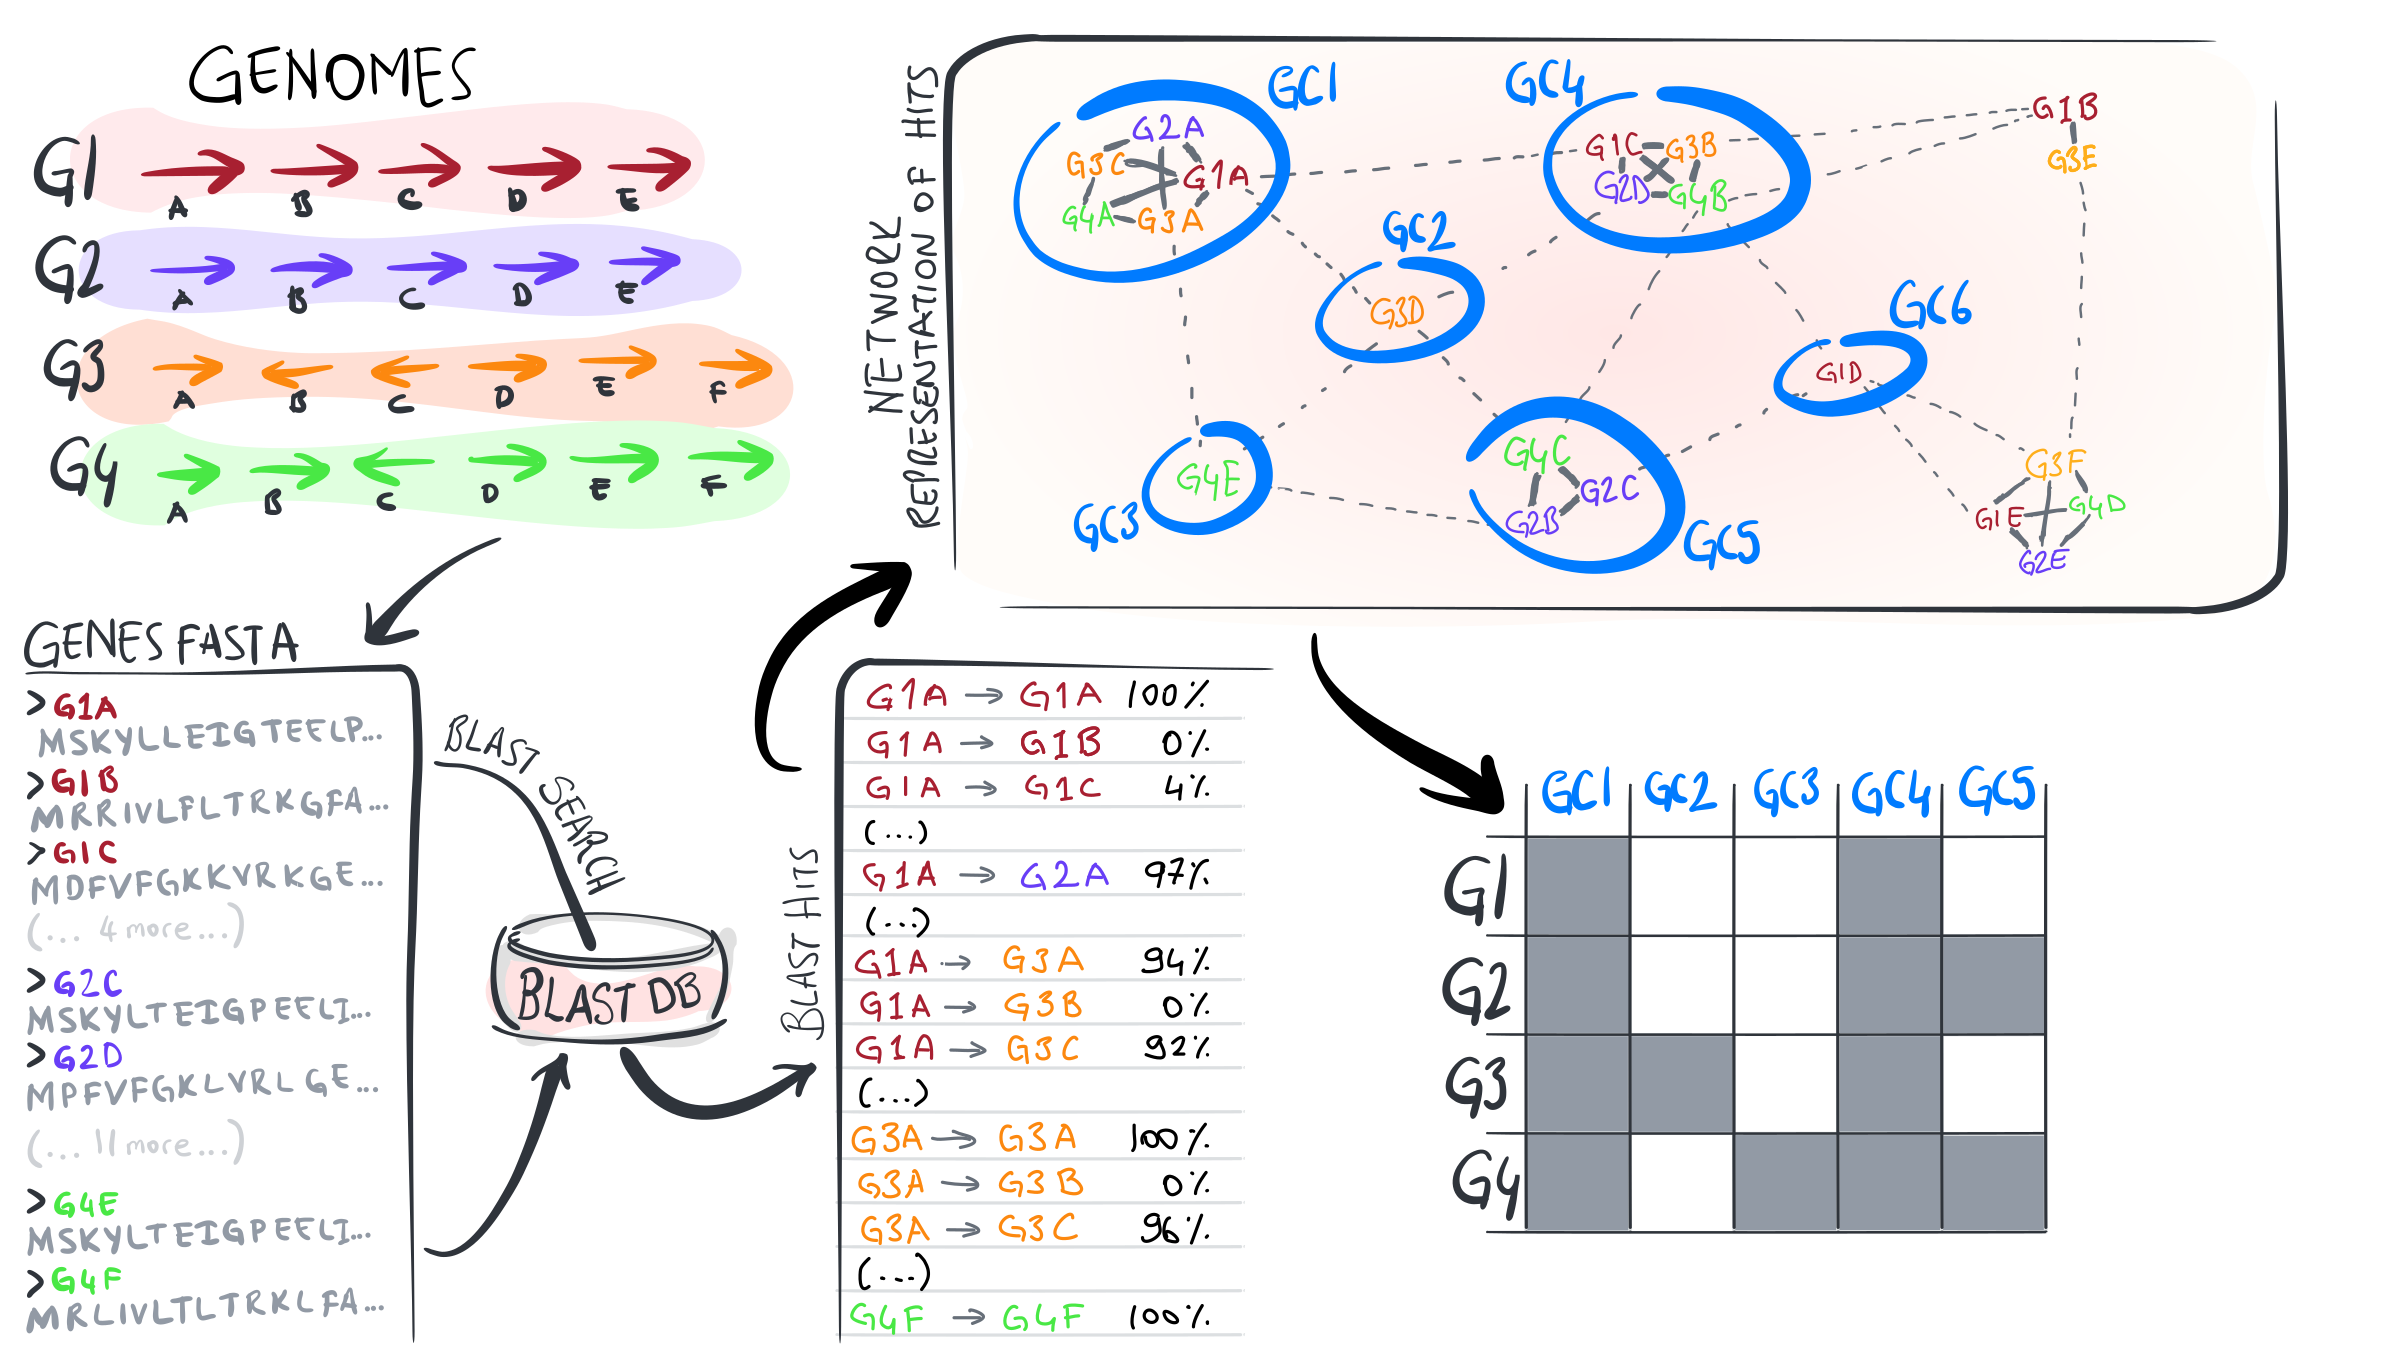 GENOMES
G1
A B C D E
G2
A B C D E
G3
A B C D E F
G4
A B C D E F
GENES FASTA
>G1A
MSKYLLEIGTEELP...
>G1B
MRRIVLFLTRKGFA...
>G1C
MDFVFGKKVRKGE...
(... 4 more...)
>G2C
MSKYLTEIGPEELI...
>G2D
MPFVFGKLVRLGE...
(... 11 more...)
>G4E
MSKYLTEIGPEELI...
>G4F
MRLIVLTLTRKLFA...
BLAST SEARCH
BLAST DB
BLAST HITS
G1A → G1A 100%
G1A → G1B 0%
G1A → G1C 4%
(...)
G1A → G2A 97%
(...)
G1A → G3A 94%
G1A → G3B 0%
G1A → G3C 92%
(...)
G3A → G3A 100%
G3A → G3B 0%
G3A → G3C 96%
(...)
G4F → G4F 100%
NETWORK
REPRESENTATION OF HITS
GC1
G2A
G3C
G1A
G4A G3A
GC4
G1C G3B
G2D G4B
G1B
G3E
GC2
G3D
GC6
G1D
GC3
G4E
GC5
G4C
G2C
G2B
G3F
G1E G4D
G2E
GC1 GC2 GC3 GC4 GC5
G1
G2
G3
G4